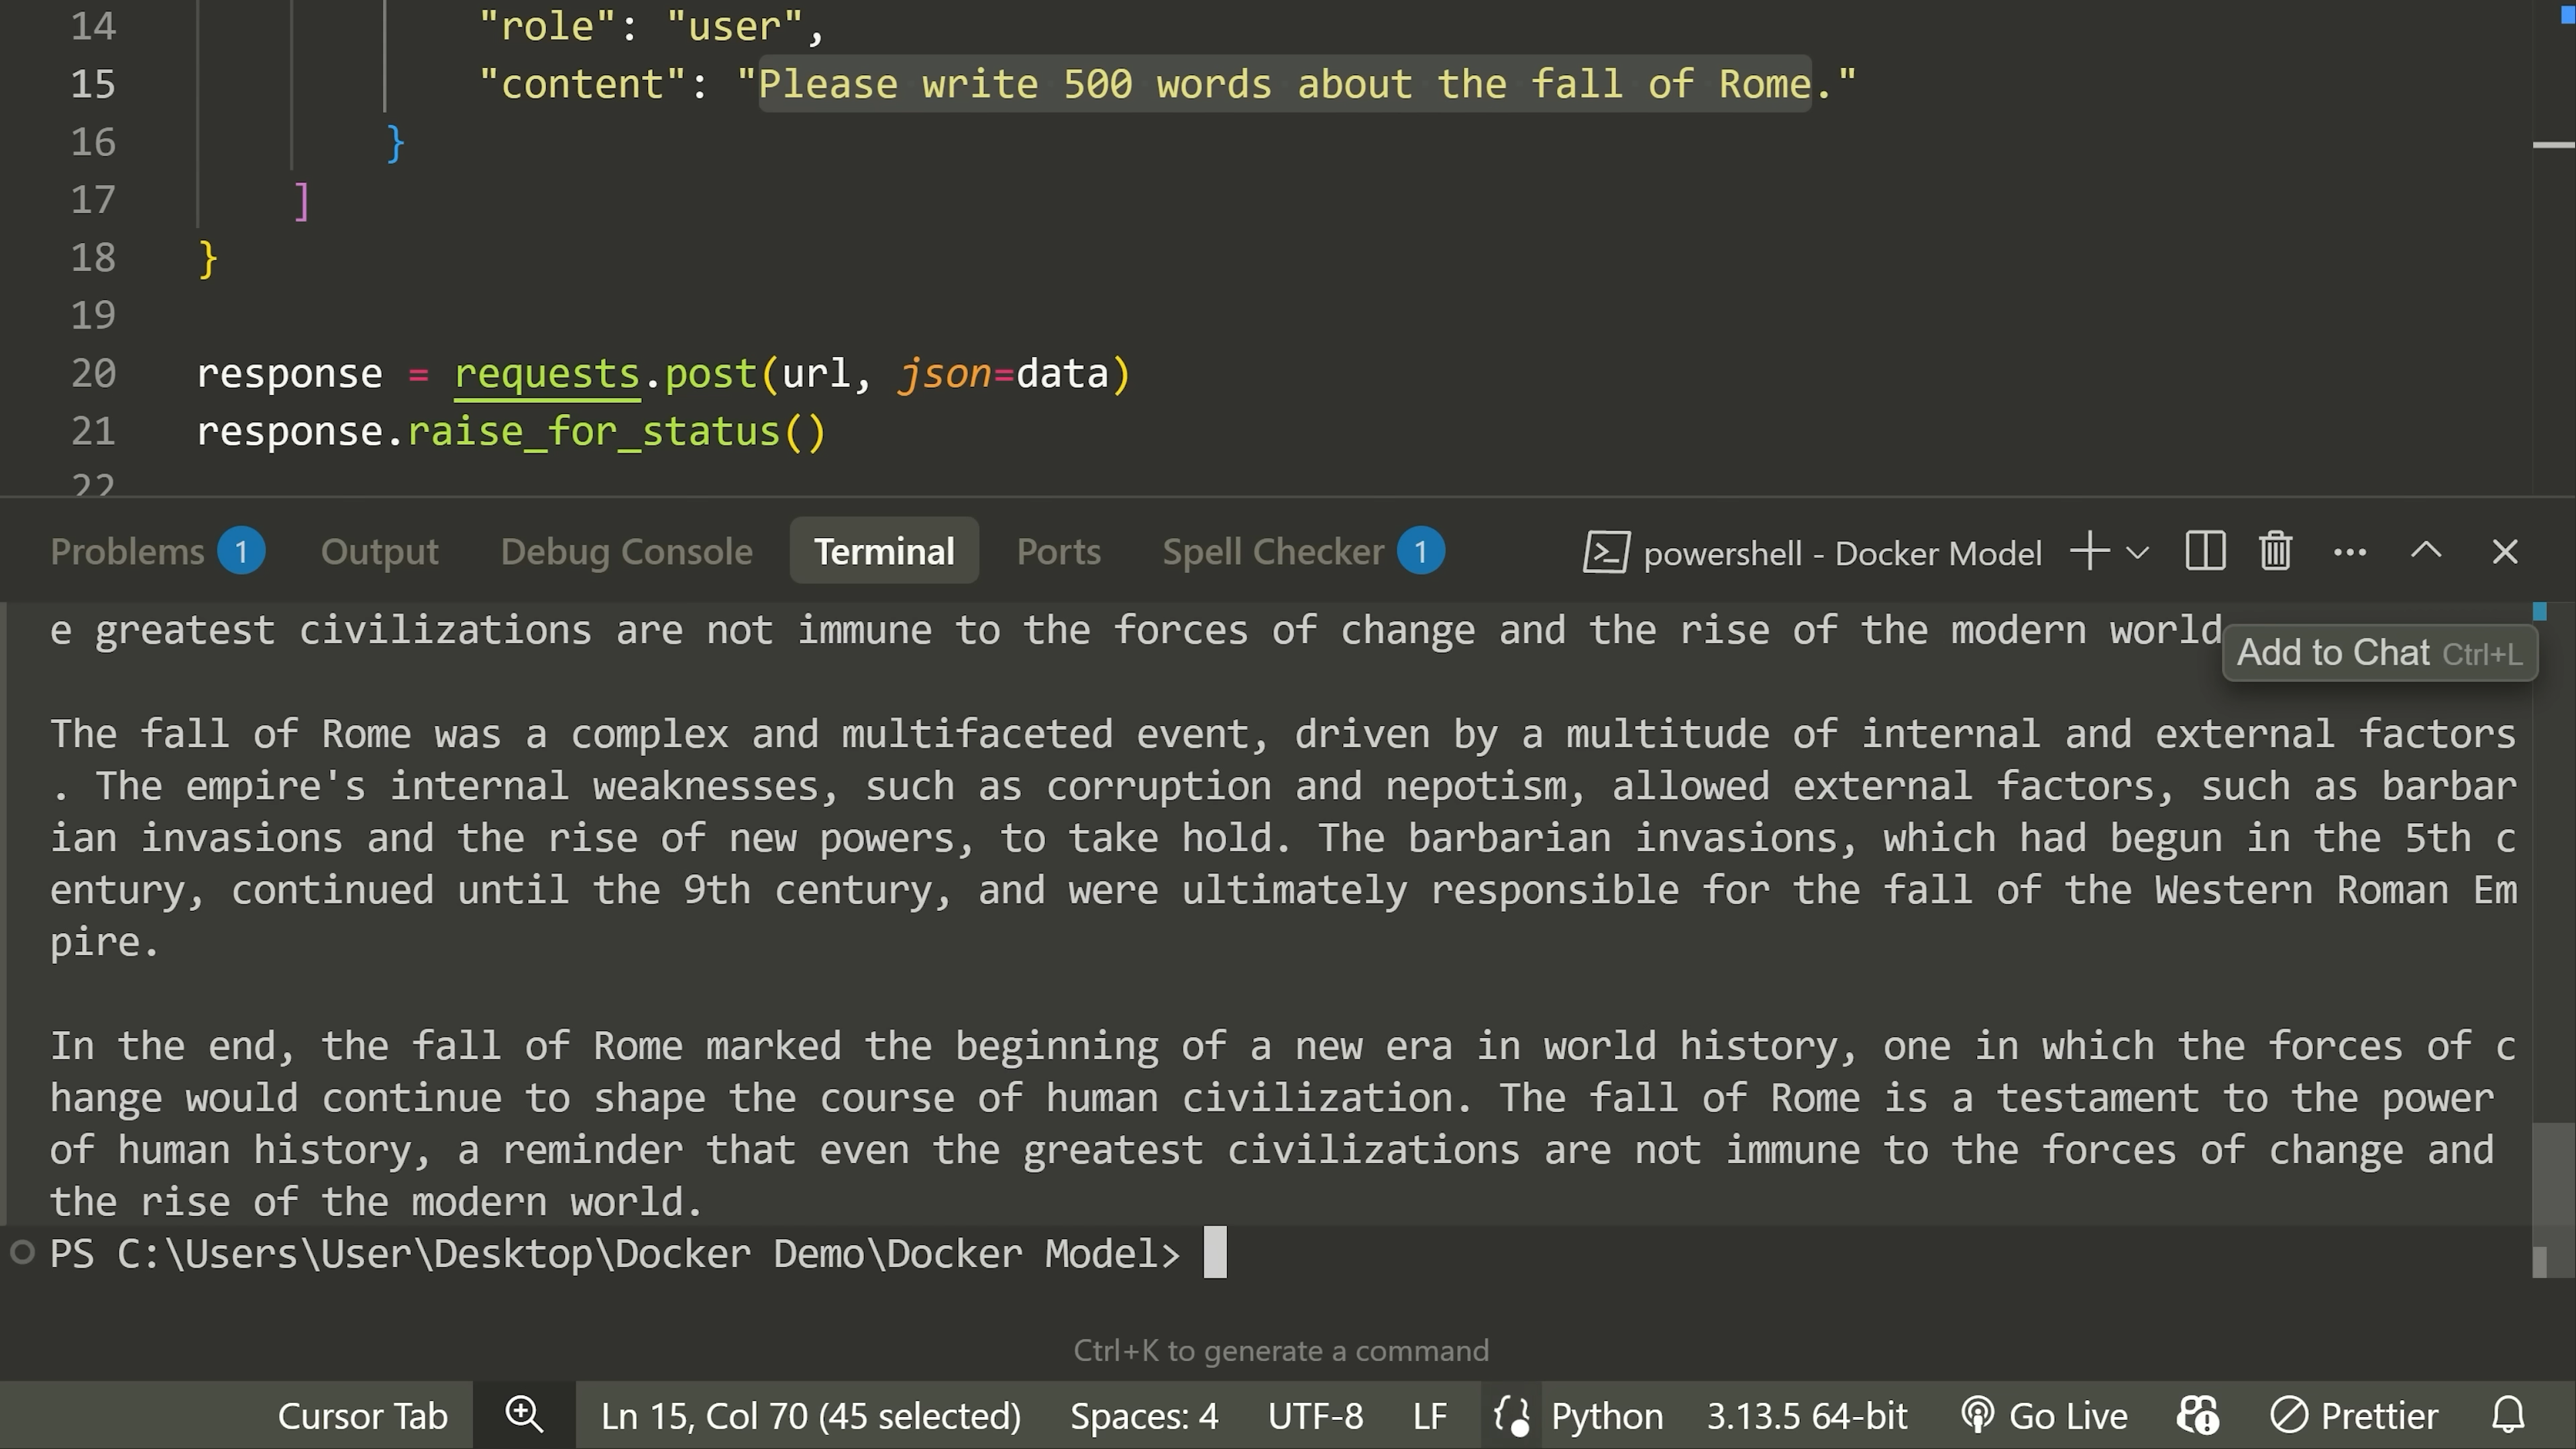 14 "role": "user",
15 "content": "Please write 500 words about the fall of Rome."
16 }
17 ]
18 }
19
20 response = requests.post(url, json=data)
21 response.raise_for_status()
22
Problems 1 Output Debug Console Terminal Ports Spell Checker 1 powershell - Docker Model
e greatest civilizations are not immune to the forces of change and the rise of the modern world
Add to Chat Ctrl+L
The fall of Rome was a complex and multifaceted event, driven by a multitude of internal and external factors
. The empire's internal weaknesses, such as corruption and nepotism, allowed external factors, such as barbar
ian invasions and the rise of new powers, to take hold. The barbarian invasions, which had begun in the 5th c
entury, continued until the 9th century, and were ultimately responsible for the fall of the Western Roman Em
pire.
In the end, the fall of Rome marked the beginning of a new era in world history, one in which the forces of c
hange would continue to shape the course of human civilization. The fall of Rome is a testament to the power
of human history, a reminder that even the greatest civilizations are not immune to the forces of change and
the rise of the modern world.
PS C:\Users\User\Desktop\Docker Demo\Docker Model>
Ctrl+K to generate a command
Cursor Tab Ln 15, Col 70 (45 selected) Spaces: 4 UTF-8 LF Python 3.13.5 64-bit Go Live Prettier